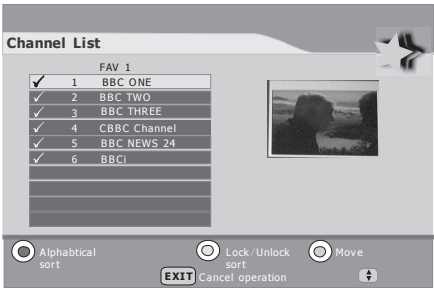 Channel List
FAV 1
1 BBC ONE
2 BBC TWO
3 BBC THREE
4 CBBC Channel
5 BBC NEWS 24
6 BBCi
Alphabtical sort
Lock/Unlock sort
Move
EXIT Cancel operation